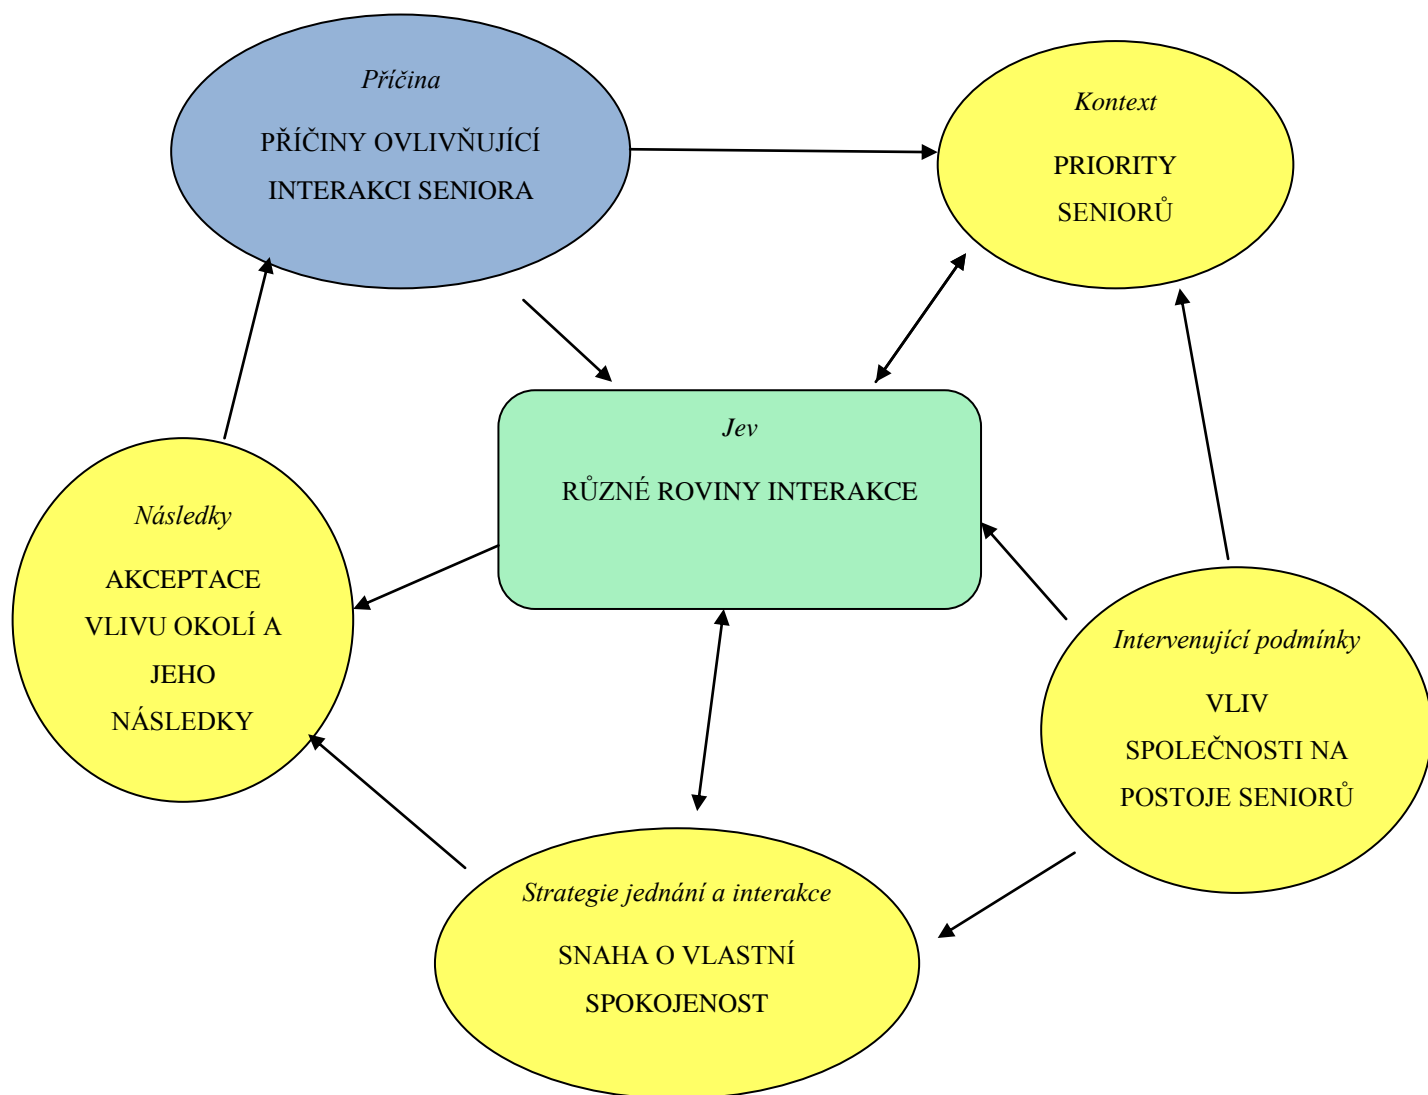 Příčina
PŘÍČINY OVLIVŇUJÍCÍ
INTERAKCI SENIORA
Kontext
PRIORITY
SENIORŮ
Jev
RŮZNÉ ROVINY INTERAKCE
Následky
AKCEPTACE
VLIVU OKOLÍ A
JEHO
NÁSLEDKY
Intervenující podmínky
VLIV
SPOLEČNOSTI NA
POSTOJE SENIORŮ
Strategie jednání a interakce
SNAHA O VLASTNÍ
SPOKOJENOST